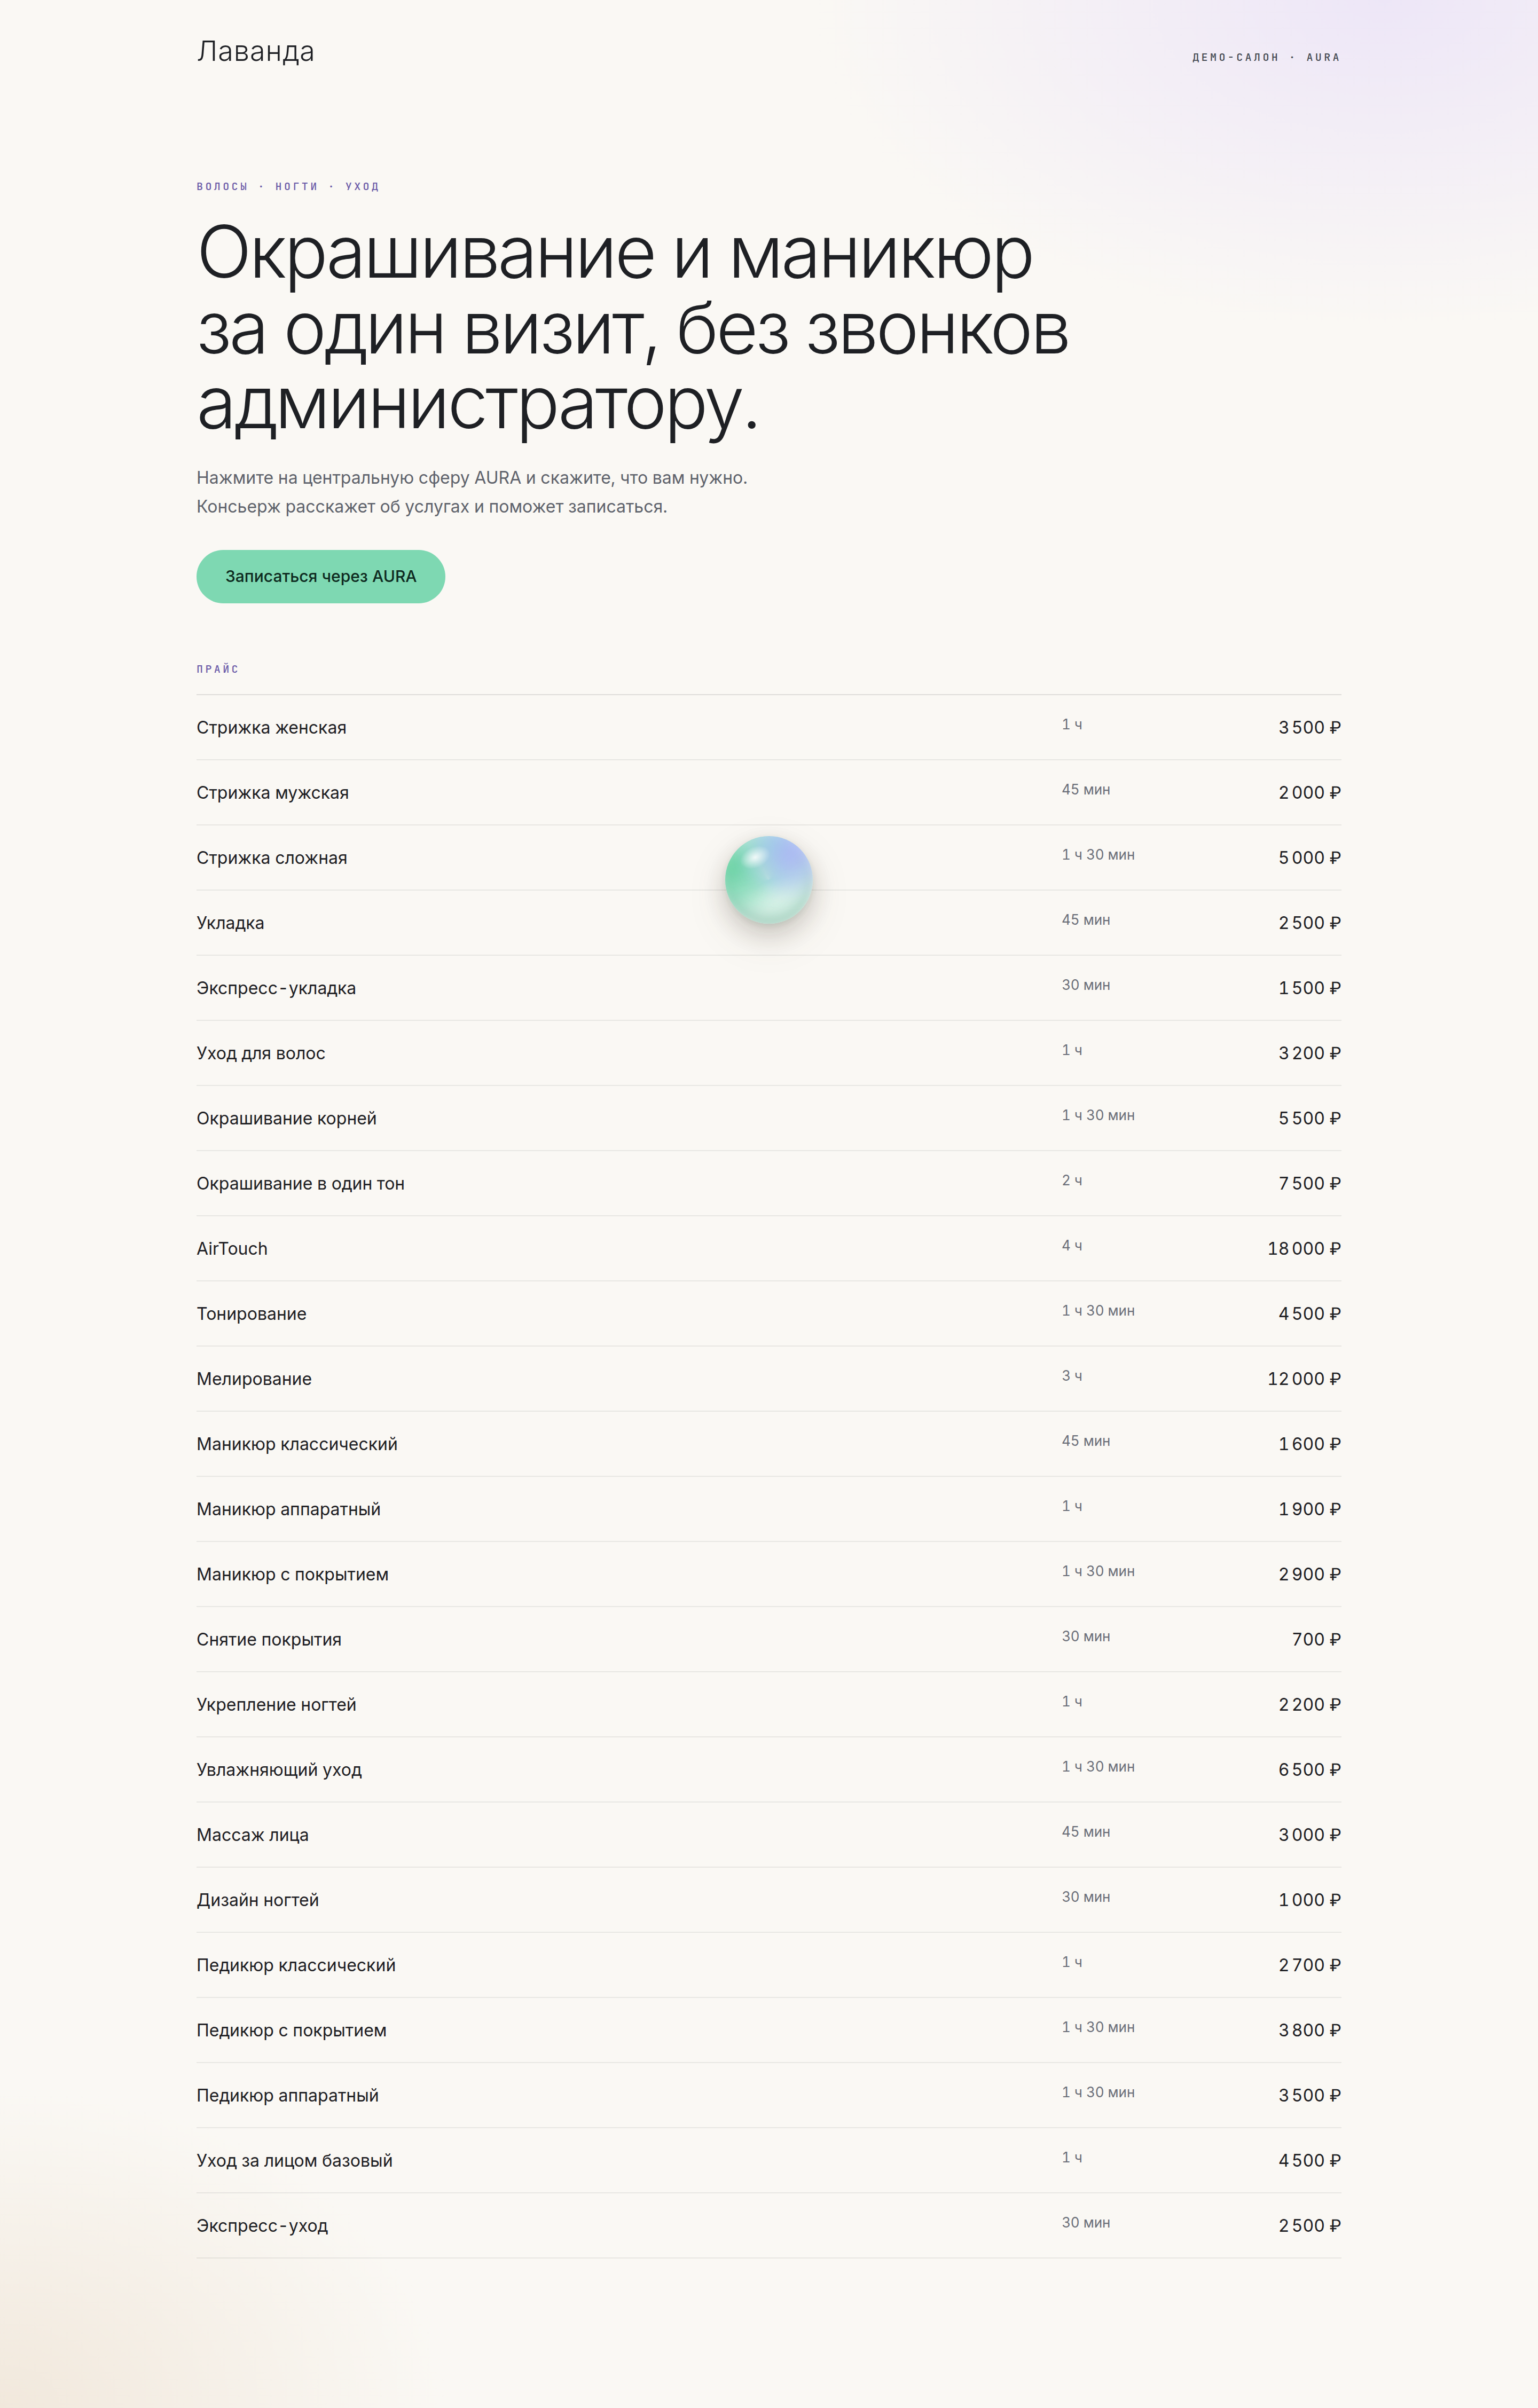 Лаванда
ДЕМО-САЛОН · AURA
ВОЛОСЫ · НОГТИ · УХОД
Окрашивание и маникюр
за один визит, без звонков
администратору.
Нажмите на центральную сферу AURA и скажите, что вам нужно.
Консьерж расскажет об услугах и поможет записаться.
Записаться через AURA
ПРАЙС
Стрижка женская 1 ч 3 500 ₽
Стрижка мужская 45 мин 2 000 ₽
Стрижка сложная 1 ч 30 мин 5 000 ₽
Укладка 45 мин 2 500 ₽
Экспресс-укладка 30 мин 1 500 ₽
Уход для волос 1 ч 3 200 ₽
Окрашивание корней 1 ч 30 мин 5 500 ₽
Окрашивание в один тон 2 ч 7 500 ₽
AirTouch 4 ч 18 000 ₽
Тонирование 1 ч 30 мин 4 500 ₽
Мелирование 3 ч 12 000 ₽
Маникюр классический 45 мин 1 600 ₽
Маникюр аппаратный 1 ч 1 900 ₽
Маникюр с покрытием 1 ч 30 мин 2 900 ₽
Снятие покрытия 30 мин 700 ₽
Укрепление ногтей 1 ч 2 200 ₽
Увлажняющий уход 1 ч 30 мин 6 500 ₽
Массаж лица 45 мин 3 000 ₽
Дизайн ногтей 30 мин 1 000 ₽
Педикюр классический 1 ч 2 700 ₽
Педикюр с покрытием 1 ч 30 мин 3 800 ₽
Педикюр аппаратный 1 ч 30 мин 3 500 ₽
Уход за лицом базовый 1 ч 4 500 ₽
Экспресс-уход 30 мин 2 500 ₽